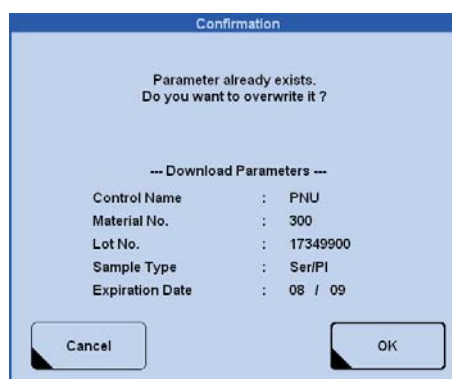 Confirmation
Parameter already exists.
Do you want to overwrite it ?
--- Download Parameters ---
Control Name : PNU
Material No. : 300
Lot No. : 17349900
Sample Type : Ser/Pl
Expiration Date : 08 / 09
Cancel OK